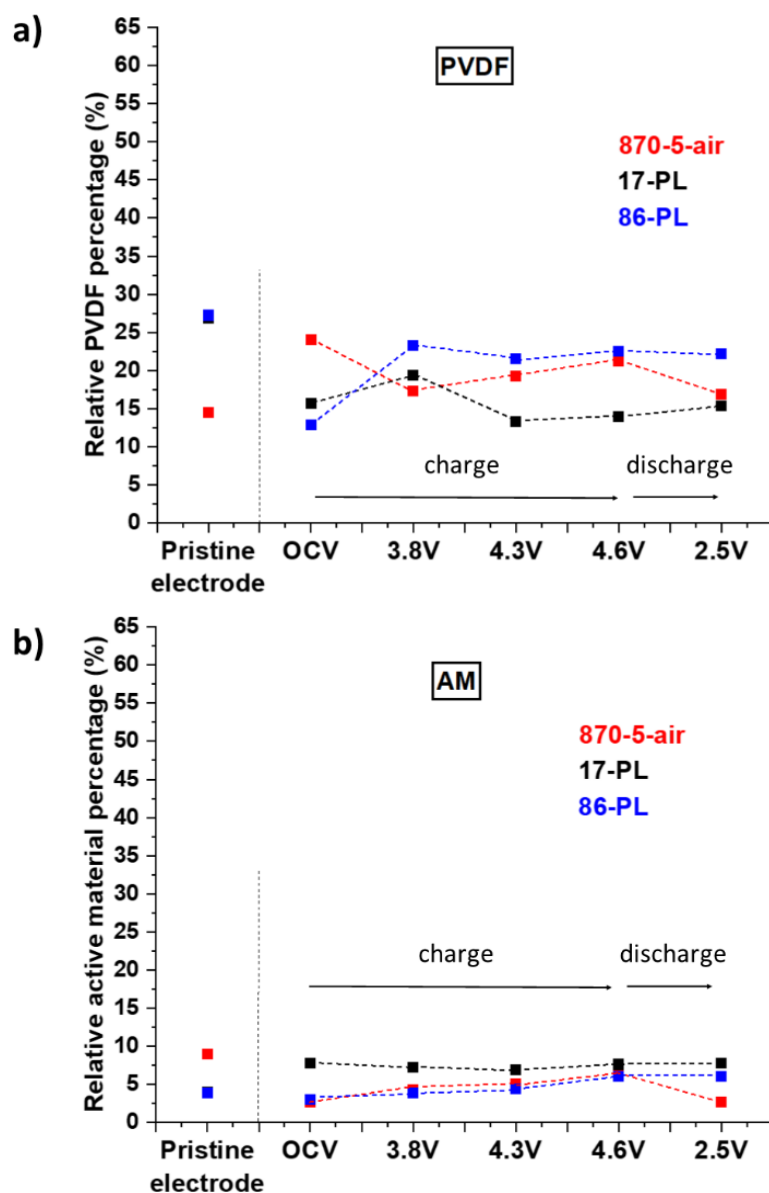 a)
Relative PVDF percentage (%)
65
60
55
50
45
40
35
30
25
20
15
10
5
0
PVDF
870-5-air
17-PL
86-PL
charge
discharge
Pristine
electrode
OCV
3.8V
4.3V
4.6V
2.5V
b)
Relative active material percentage (%)
65
60
55
50
45
40
35
30
25
20
15
10
5
0
AM
870-5-air
17-PL
86-PL
charge
discharge
Pristine
electrode
OCV
3.8V
4.3V
4.6V
2.5V